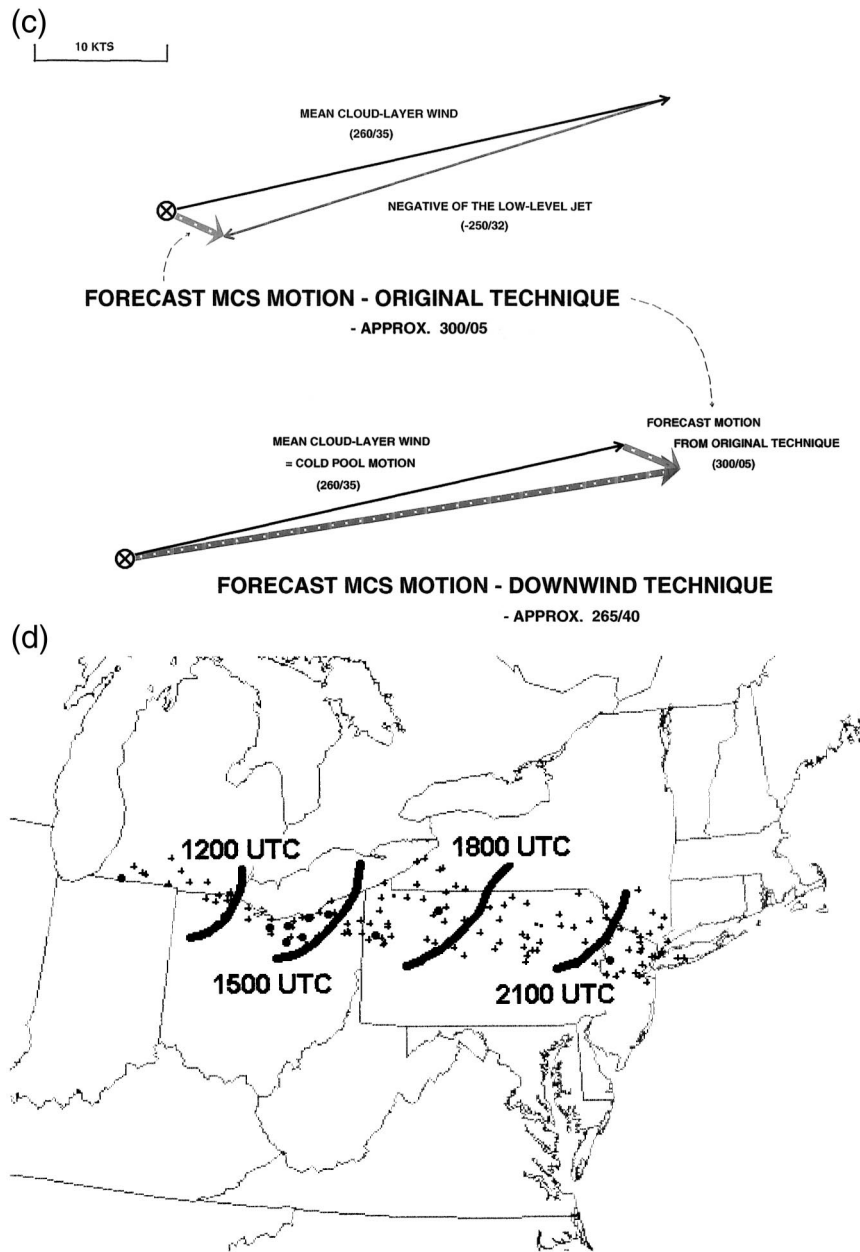 (c)
10 KTS
MEAN CLOUD-LAYER WIND
(260/35)
NEGATIVE OF THE LOW-LEVEL JET
(-250/32)
FORECAST MCS MOTION - ORIGINAL TECHNIQUE
- APPROX. 300/05
MEAN CLOUD-LAYER WIND
= COLD POOL MOTION
(260/35)
FORECAST MOTION
FROM ORIGINAL TECHNIQUE
(300/05)
FORECAST MCS MOTION - DOWNWIND TECHNIQUE
- APPROX. 265/40
(d)
1200 UTC
1800 UTC
1500 UTC
2100 UTC